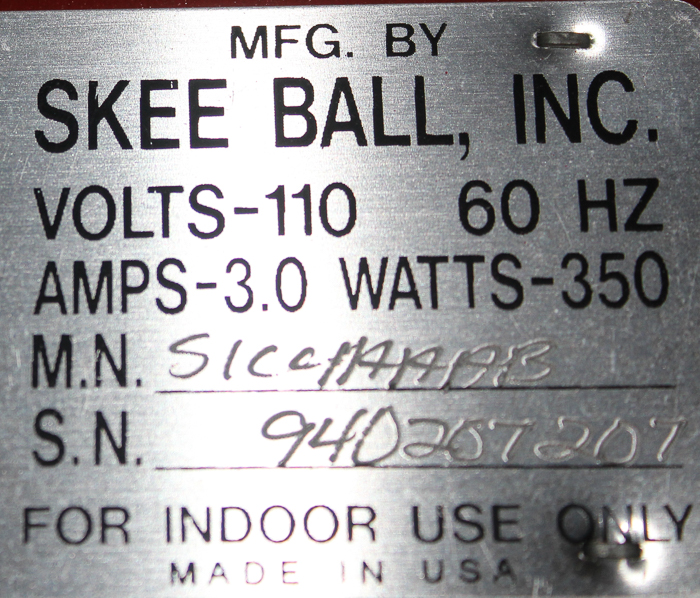 MFG. BY
SKEE BALL, INC.
VOLTS-110 60 HZ
AMPS-3.0 WATTS-350
M.N.
S.N. 940207207
FOR INDOOR USE ONLY
MADE IN USA